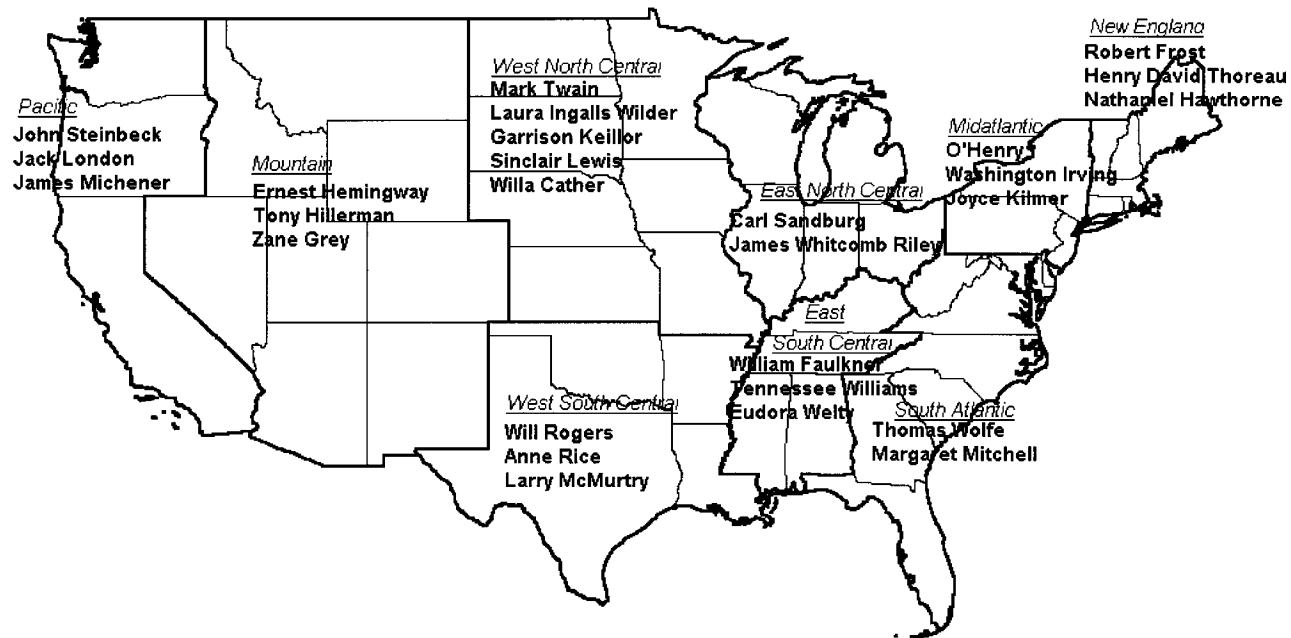 New England
Robert Frost
Henry David Thoreau
Nathaniel Hawthorne
West North Central
Mark Twain
Laura Ingalls Wilder
Garrison Keillor
Sinclair Lewis
Willa Cather
Pacific
John Steinbeck
Jack London
James Michener
Midatlantic
O'Henry
Washington Irving
Joyce Kilmer
Mountain
Ernest Hemingway
Tony Hillerman
Zane Grey
East North Central
Carl Sandburg
James Whitcomb Riley
East
South Central
William Faulkner
Tennessee Williams
Eudora Welty
West South Central
Will Rogers
Anne Rice
Larry McMurtry
South Atlantic
Thomas Wolfe
Margaret Mitchell